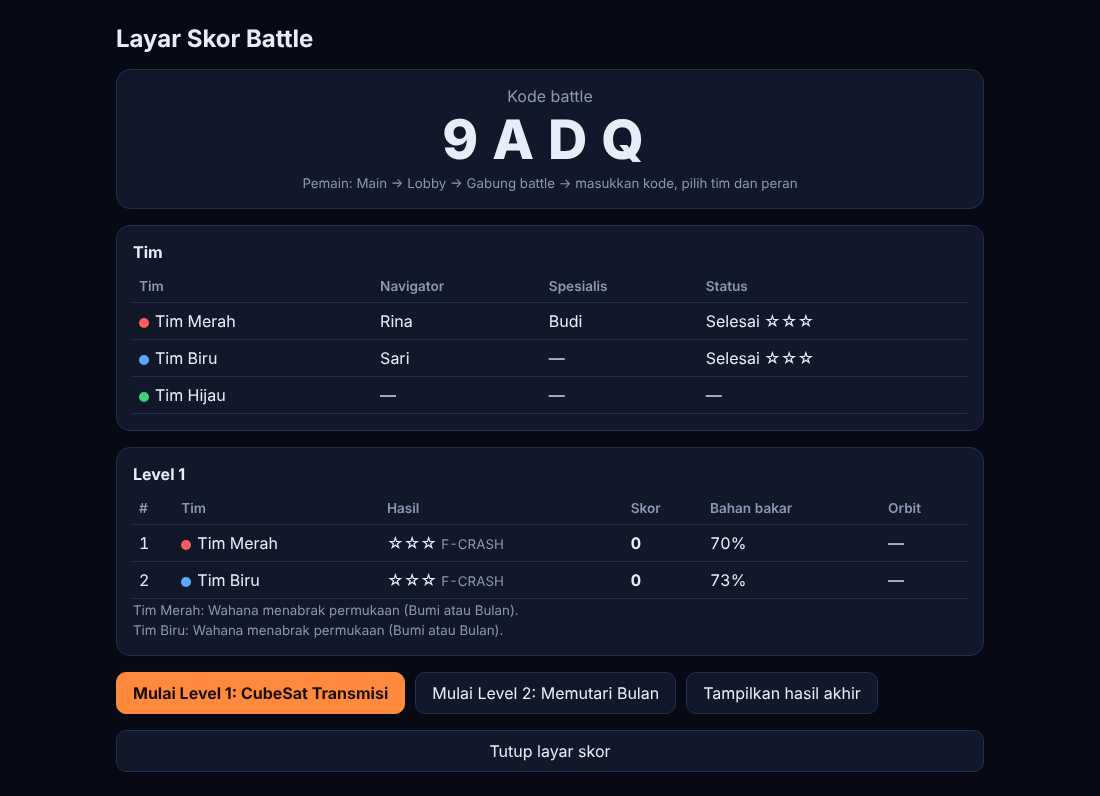 Layar Skor Battle
Kode battle
9ADQ
Pemain: Main → Lobby → Gabung battle → masukkan kode, pilih tim dan peran
Tim
Tim Navigator Spesialis Status
Tim Merah Rina Budi Selesai ☆☆☆
Tim Biru Sari — Selesai ☆☆☆
Tim Hijau — — —
Level 1
# Tim Hasil Skor Bahan bakar Orbit
1 Tim Merah ☆☆☆ F-CRASH 0 70% —
2 Tim Biru ☆☆☆ F-CRASH 0 73% —
Tim Merah: Wahana menabrak permukaan (Bumi atau Bulan).
Tim Biru: Wahana menabrak permukaan (Bumi atau Bulan).
Mulai Level 1: CubeSat Transmisi Mulai Level 2: Memutari Bulan Tampilkan hasil akhir
Tutup layar skor